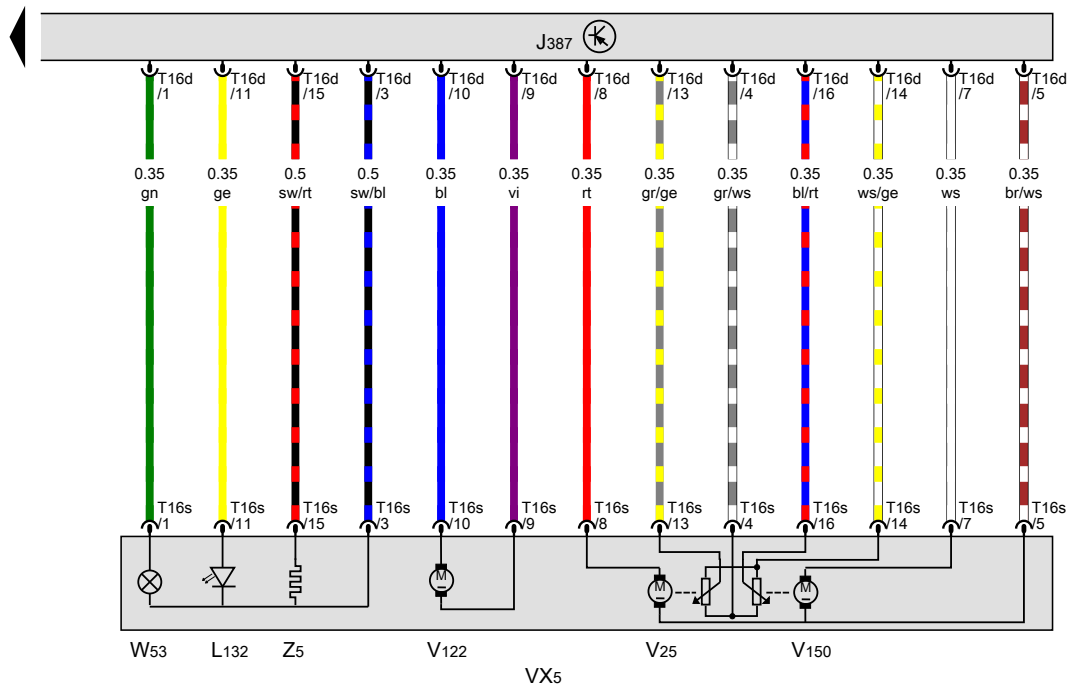 J387
T16d T16d T16d T16d T16d T16d T16d T16d T16d T16d T16d T16d T16d
/1 /11 /15 /3 /10 /9 /8 /13 /4 /16 /14 /7 /5
0.35 0.35 0.5 0.5 0.35 0.35 0.35 0.35 0.35 0.35 0.35 0.35 0.35
gn ge sw/rt sw/bl bl vi rt gr/ge gr/ws bl/rt ws/ge ws br/ws
T16s T16s T16s T16s T16s T16s T16s T16s T16s T16s T16s T16s T16s
/1 /11 /15 /3 /10 /9 /8 /13 /4 /16 /14 /7 /5
M M M
W53 L132 Z5 V122 V25 V150
VX5